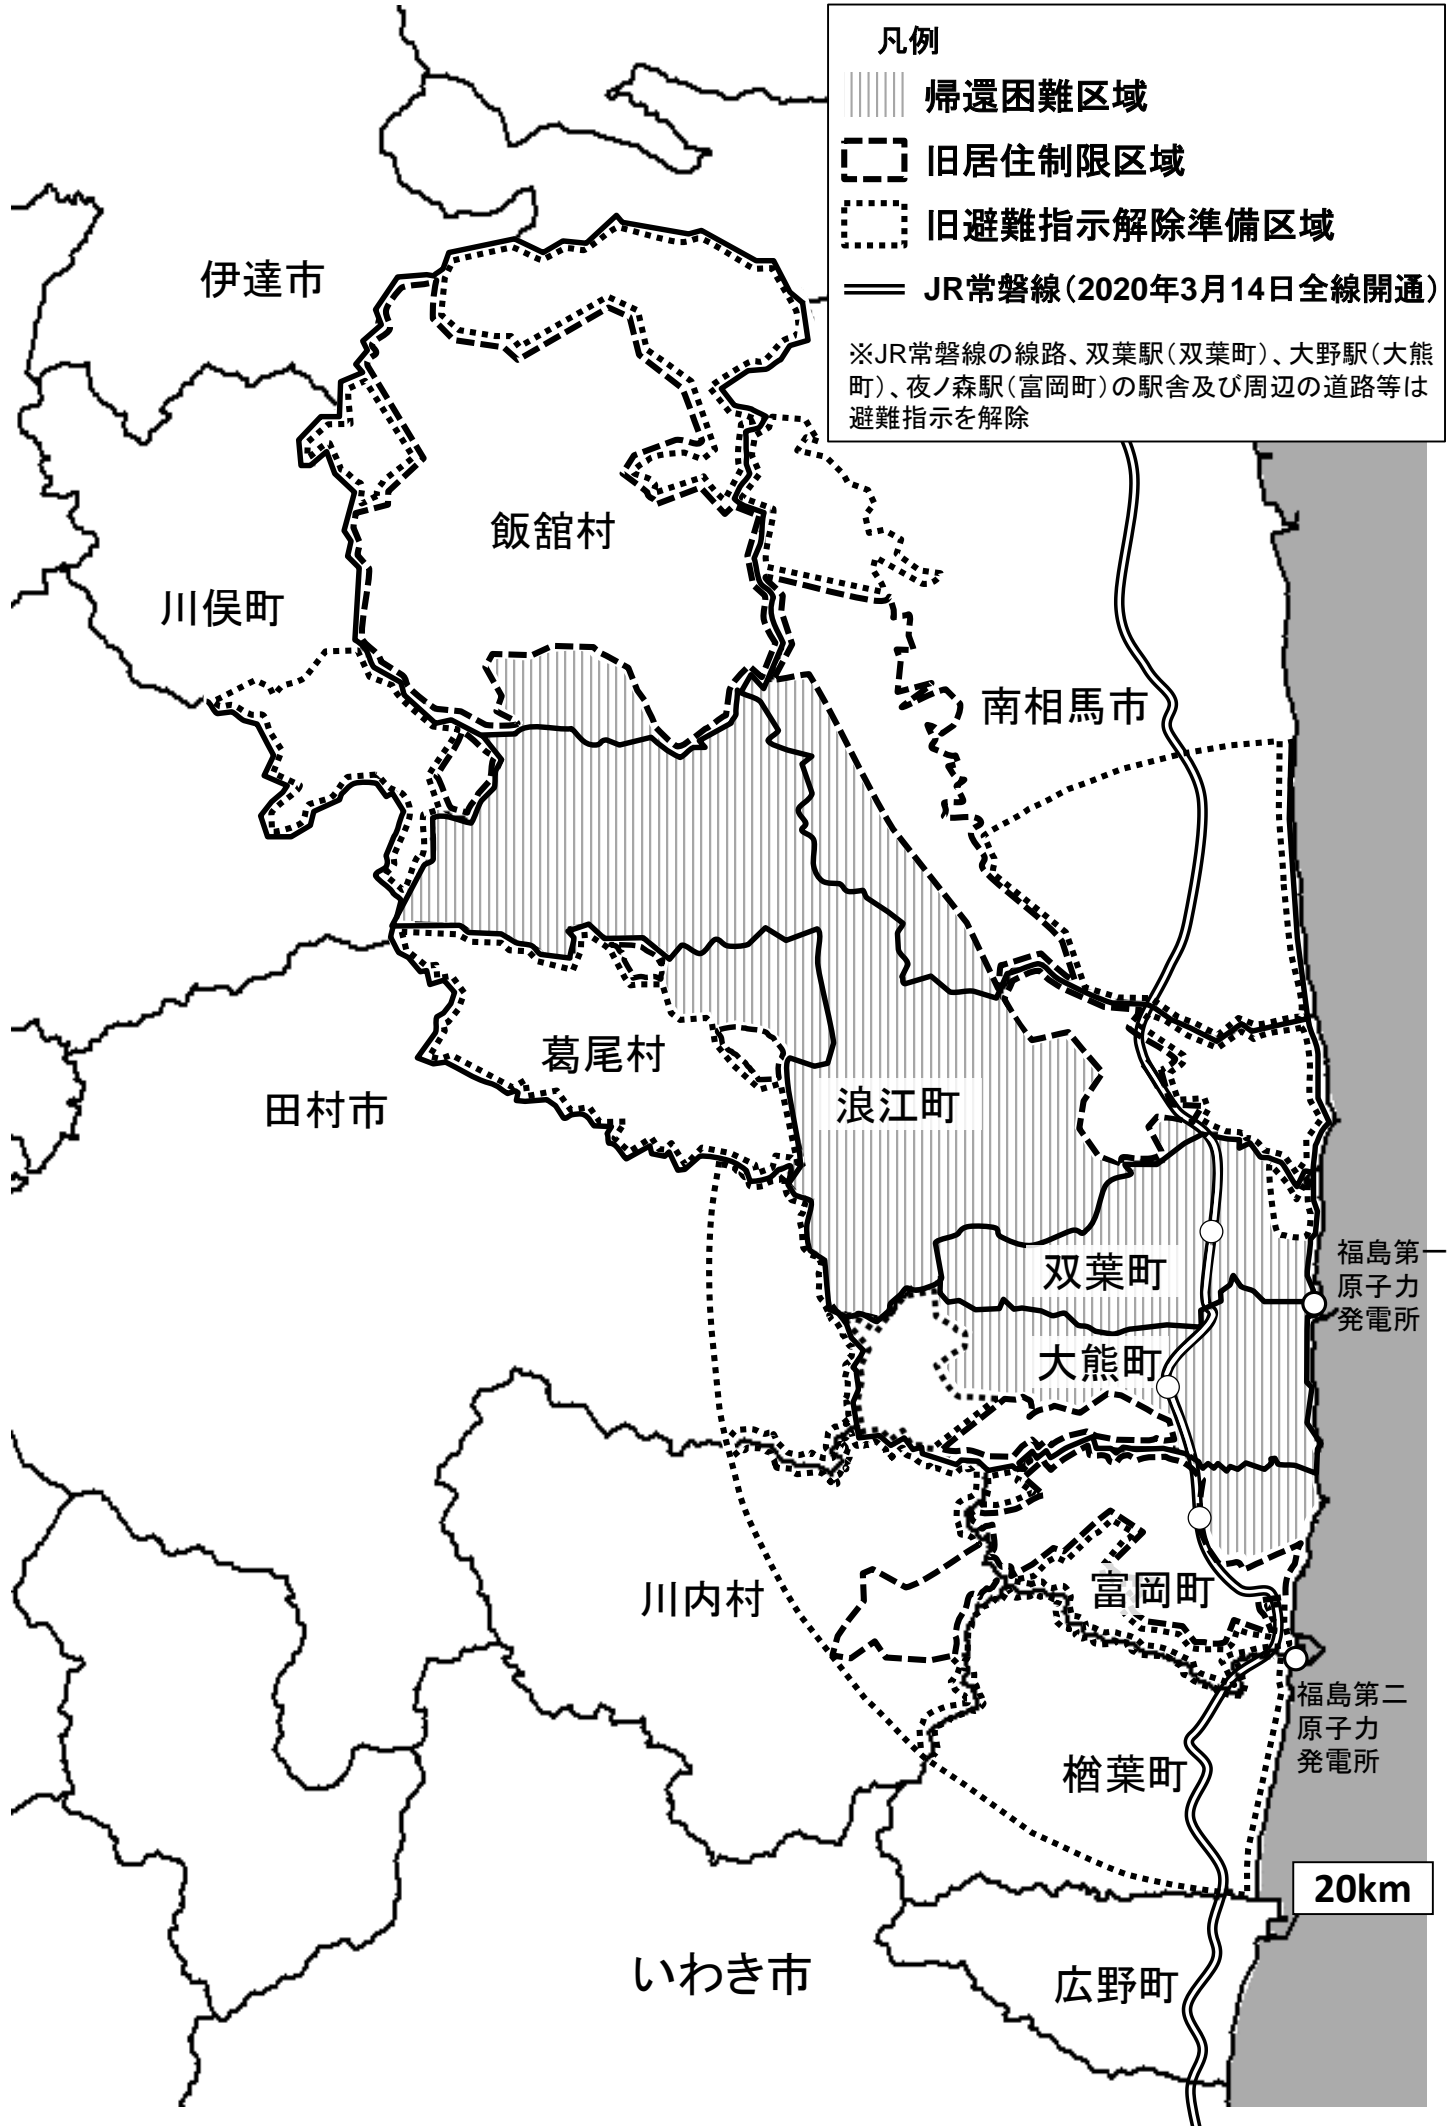 凡例
帰還困難区域
旧居住制限区域
旧避難指示解除準備区域
JR常磐線(2020年3月14日全線開通)
※JR常磐線の線路、双葉駅(双葉町)、大野駅(大熊
町)、夜ノ森駅(富岡町)の駅舎及び周辺の道路等は
避難指示を解除
伊達市
飯舘村
川俣町
南相馬市
葛尾村
浪江町
田村市
双葉町
福島第一
原子力
発電所
大熊町
富岡町
川内村
福島第二
原子力
発電所
楢葉町
20km
いわき市
広野町